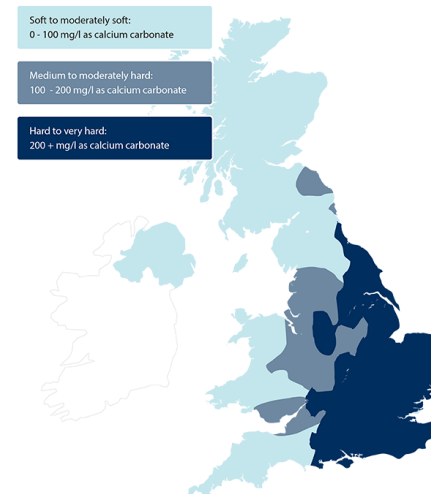 Soft to moderately soft:
0 - 100 mg/l as calcium carbonate
Medium to moderately hard:
100 - 200 mg/l as calcium carbonate
Hard to very hard:
200 + mg/l as calcium carbonate